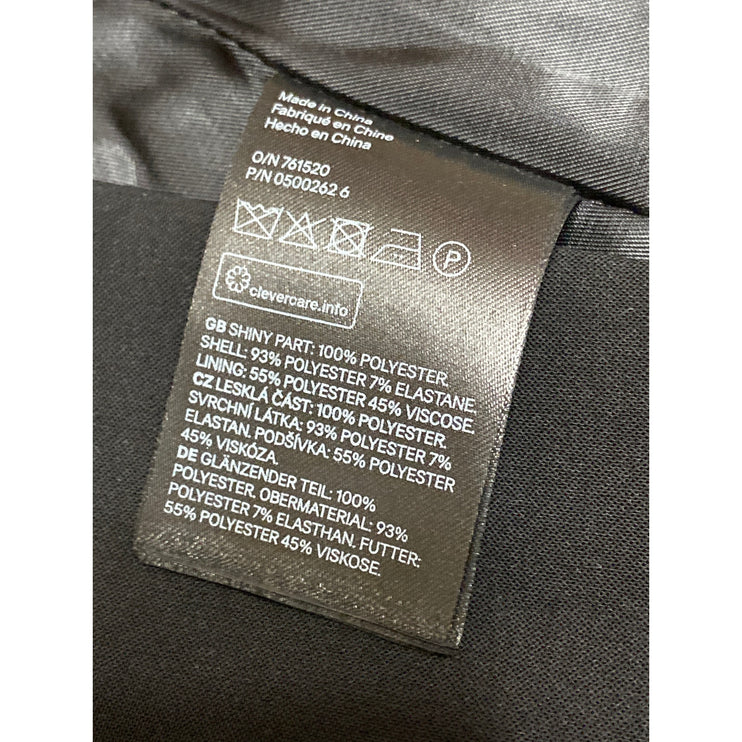 Made in China
Fabriqué en Chine
Hecho en China
O/N 761520
P/N 0500262 6
P
clevercare.info
GB SHINY PART: 100% POLYESTER.
SHELL: 93% POLYESTER 7% ELASTANE.
LINING: 55% POLYESTER 45% VISCOSE.
CZ LESKLÁ ČÁST: 100% POLYESTER.
SVRCHNÍ LÁTKA: 93% POLYESTER 7%
ELASTAN. PODŠÍVKA: 55% POLYESTER
45% VISKÓZA.
DE GLÄNZENDER TEIL: 100%
POLYESTER. OBERMATERIAL: 93%
POLYESTER 7% ELASTHAN. FUTTER:
55% POLYESTER 45% VISKOSE.